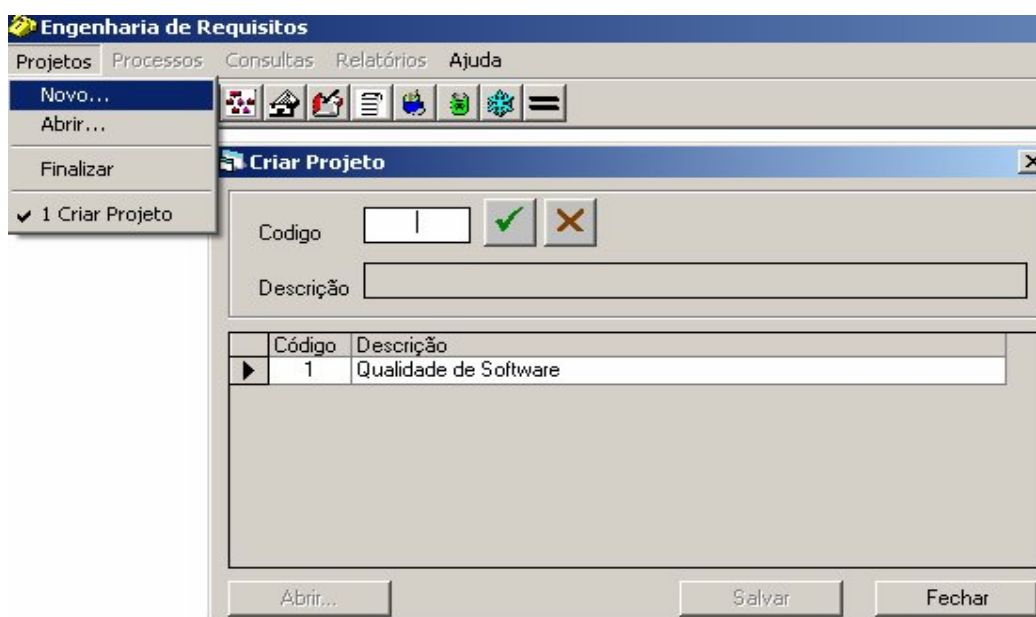 Engenharia de Requisitos
Projetos Processos Consultas Relatórios Ajuda
Novo...
Abrir...
Finalizar
1 Criar Projeto
Criar Projeto
Codigo
Descrição
Código Descrição
1 Qualidade de Software
Abrir... Salvar Fechar